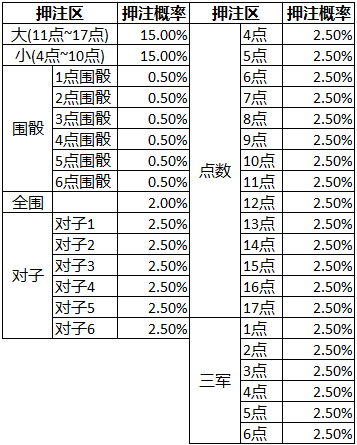 押注区 押注概率
大(11点~17点) 15.00%
小(4点~10点) 15.00%
围骰
1点围骰 0.50%
2点围骰 0.50%
3点围骰 0.50%
4点围骰 0.50%
5点围骰 0.50%
6点围骰 0.50%
全围 2.00%
对子
对子1 2.50%
对子2 2.50%
对子3 2.50%
对子4 2.50%
对子5 2.50%
对子6 2.50%
押注区 押注概率
点数
4点 2.50%
5点 2.50%
6点 2.50%
7点 2.50%
8点 2.50%
9点 2.50%
10点 2.50%
11点 2.50%
12点 2.50%
13点 2.50%
14点 2.50%
15点 2.50%
16点 2.50%
17点 2.50%
三军
1点 2.50%
2点 2.50%
3点 2.50%
4点 2.50%
5点 2.50%
6点 2.50%